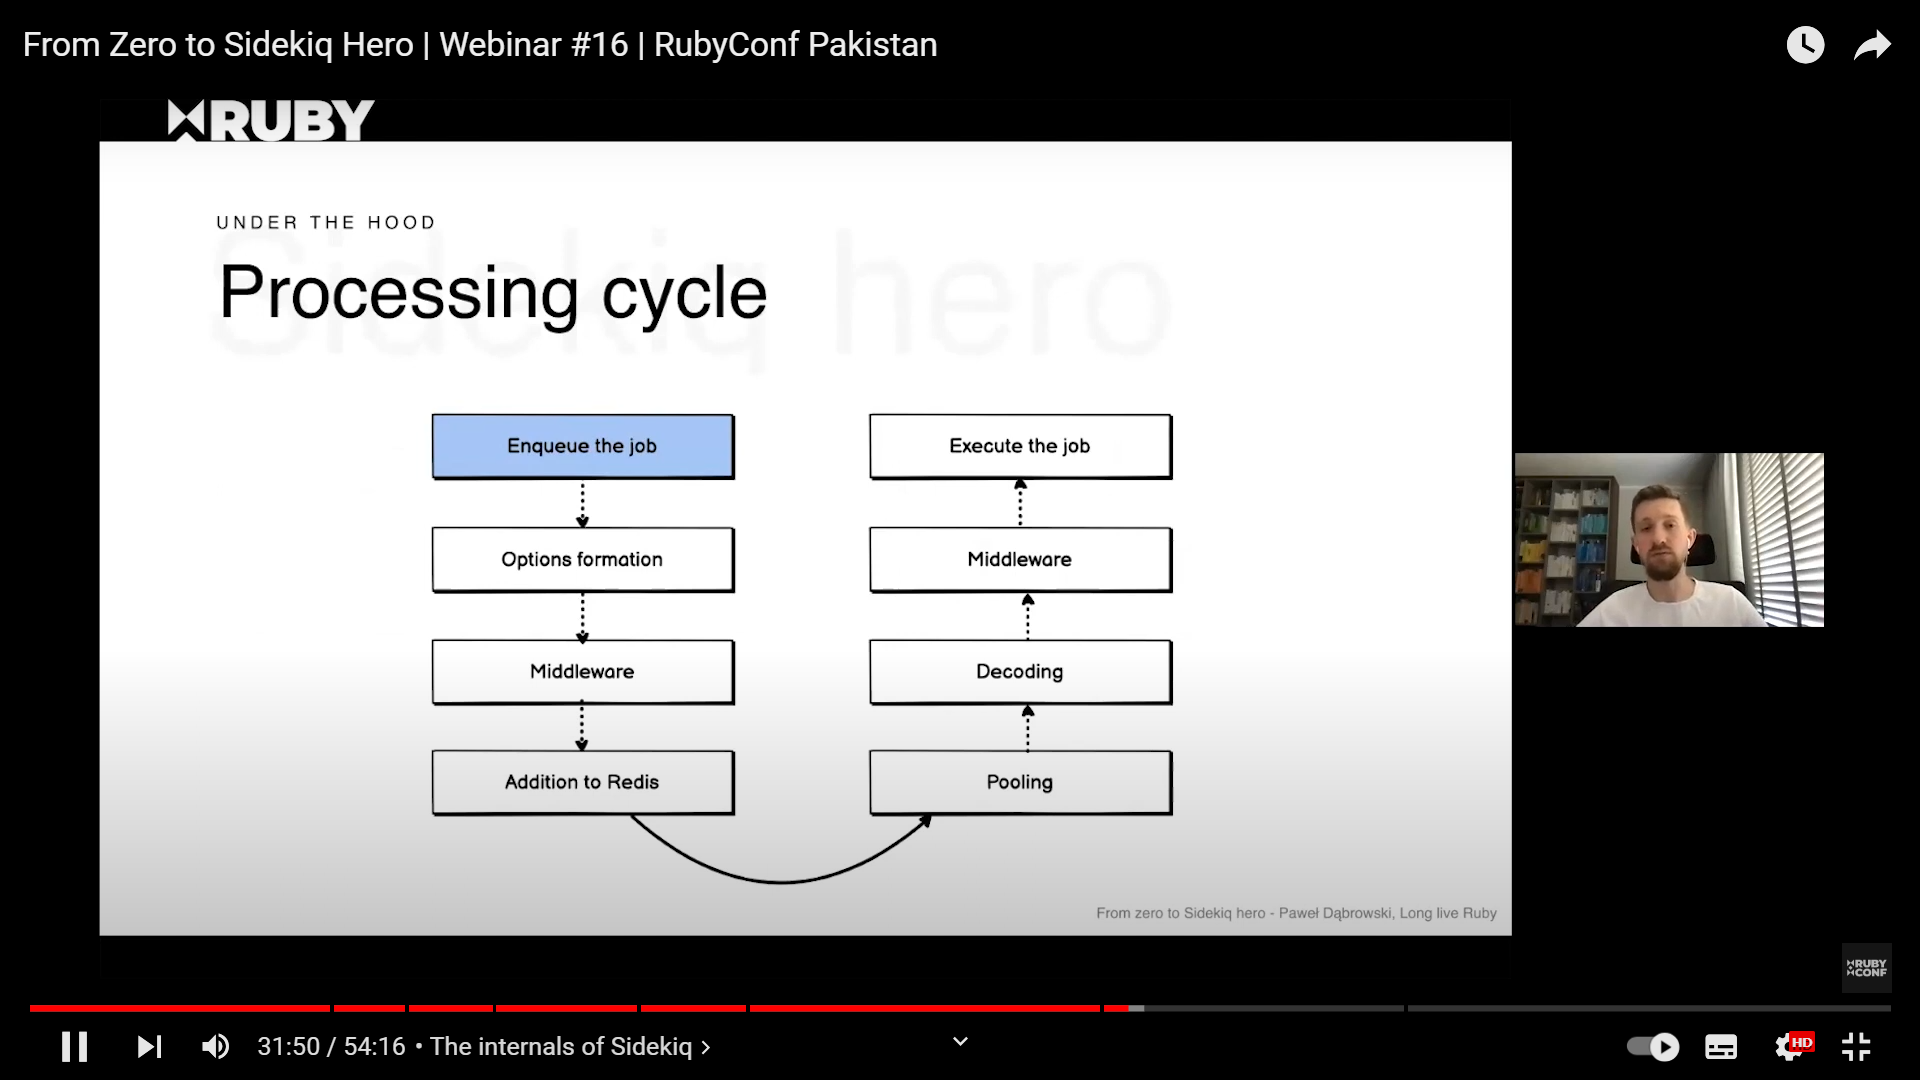 From Zero to Sidekiq Hero | Webinar #16 | RubyConf Pakistan
RUBY
UNDER THE HOOD
Sidekiq hero
Processing cycle
Enqueue the job
Options formation
Middleware
Addition to Redis
Execute the job
Middleware
Decoding
Pooling
From zero to Sidekiq hero - Paweł Dąbrowski, Long live Ruby
RUBY
CONF
31:50 / 54:16 • The internals of Sidekiq ›
HD